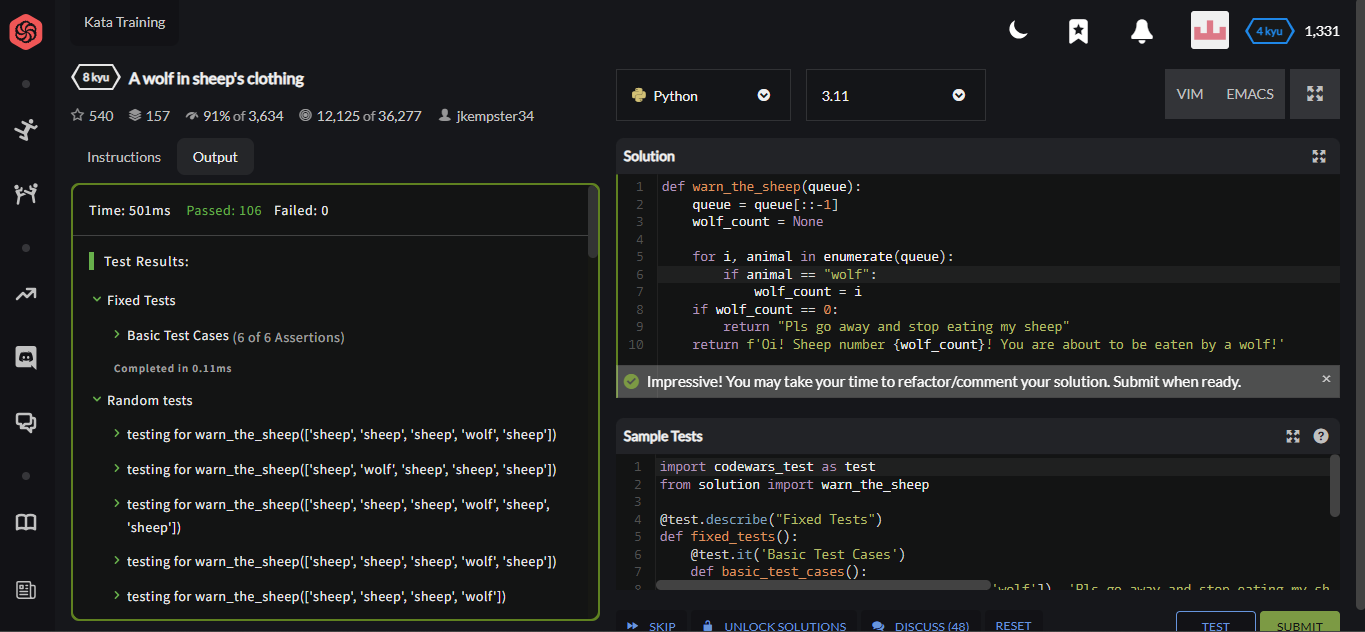 Kata Training
4 kyu
1,331
8 kyu
A wolf in sheep's clothing
540
157
91% of 3,634
12,125 of 36,277
jkempster34
Instructions
Output
Time: 501ms Passed: 106 Failed: 0
Test Results:
Fixed Tests
Basic Test Cases (6 of 6 Assertions)
Completed in 0.11ms
Random tests
testing for warn_the_sheep(['sheep', 'sheep', 'sheep', 'wolf', 'sheep'])
testing for warn_the_sheep(['sheep', 'wolf', 'sheep', 'sheep', 'sheep'])
testing for warn_the_sheep(['sheep', 'sheep', 'sheep', 'wolf', 'sheep',
'sheep'])
testing for warn_the_sheep(['sheep', 'sheep', 'sheep', 'wolf', 'sheep'])
testing for warn_the_sheep(['sheep', 'sheep', 'sheep', 'wolf'])
Python
3.11
VIM
EMACS
Solution
1 def warn_the_sheep(queue):
2     queue = queue[::-1]
3     wolf_count = None
4
5     for i, animal in enumerate(queue):
6         if animal == "wolf":
7             wolf_count = i
8     if wolf_count == 0:
9         return "Pls go away and stop eating my sheep"
10     return f'Oi! Sheep number {wolf_count}! You are about to be eaten by a wolf!'
Impressive! You may take your time to refactor/comment your solution. Submit when ready.
×
Sample Tests
?
1 import codewars_test as test
2 from solution import warn_the_sheep
3
4 @test.describe("Fixed Tests")
5 def fixed_tests():
6     @test.it('Basic Test Cases')
7     def basic_test_cases():
8 'wolf']), 'Pls go away and stop eating my sh
SKIP
UNLOCK SOLUTIONS
DISCUSS (48)
RESET
TEST
SUBMIT